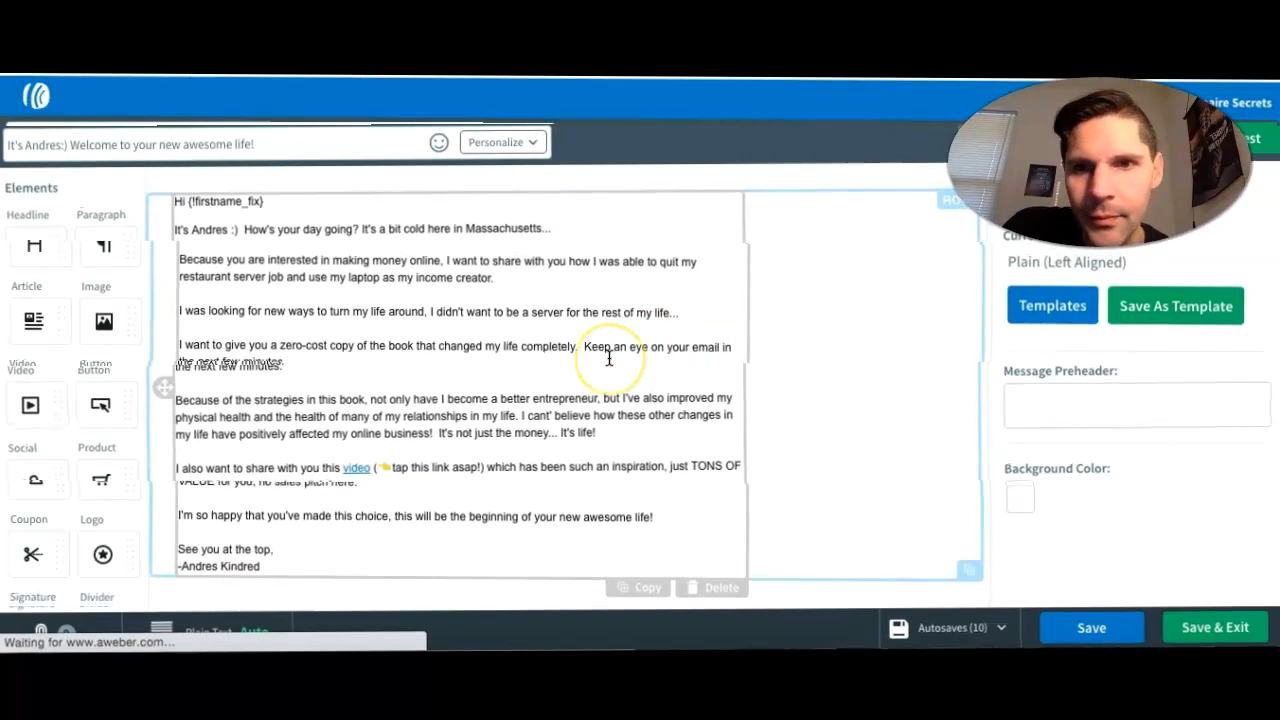 aire Secrets
It's Andres:) Welcome to your new awesome life!
Personalize
est
Elements
Headline
Paragraph
Article
Image
Video
Button
Social
Product
Coupon
Logo
Signature
Divider
Hi {!firstname_fix}
It's Andres :) How's your day going? It's a bit cold here in Massachusetts...
Because you are interested in making money online, I want to share with you how I was able to quit my
restaurant server job and use my laptop as my income creator.
I was looking for new ways to turn my life around, I didn't want to be a server for the rest of my life...
I want to give you a zero-cost copy of the book that changed my life completely. Keep an eye on your email in
the next few minutes.
Because of the strategies in this book, not only have I become a better entrepreneur, but I've also improved my
physical health and the health of many of my relationships in my life. I cant' believe how these other changes in
my life have positively affected my online business! It's not just the money... It's life!
I also want to share with you this video (👈tap this link asap!) which has been such an inspiration, just TONS OF
VALUE for you, no sales pitch here.
I'm so happy that you've made this choice, this will be the beginning of your new awesome life!
See you at the top,
-Andres Kindred
Copy
Delete
RO
Plain (Left Aligned)
Templates
Save As Template
Message Preheader:
Background Color:
Plain Text Auto
Waiting for www.aweber.com...
Autosaves (10)
Save
Save & Exit